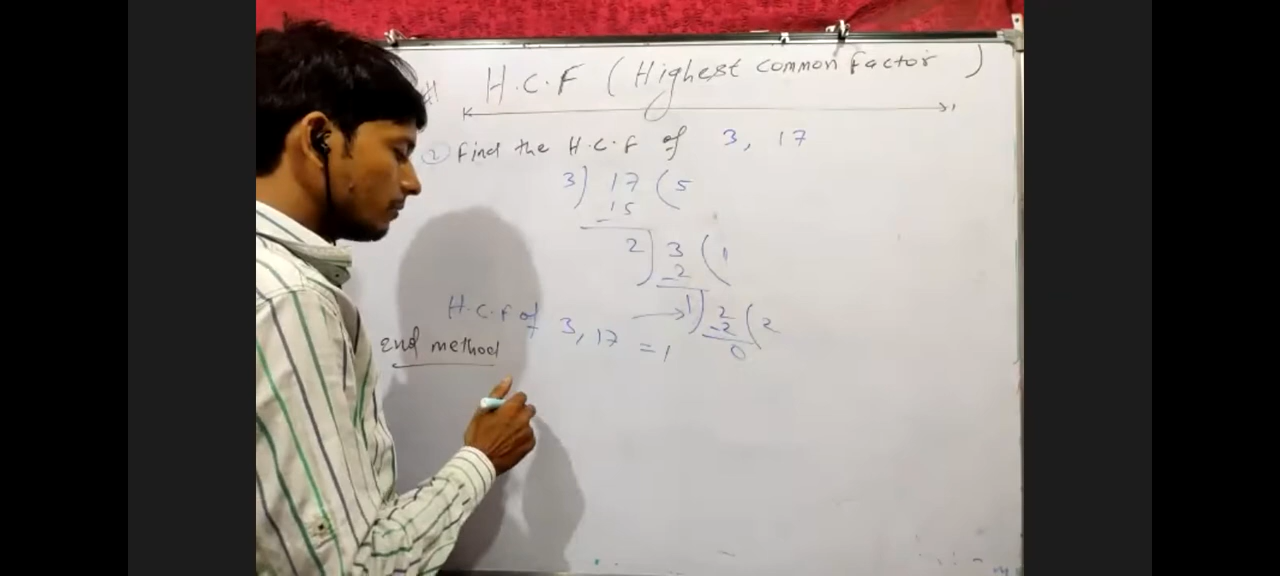 H.C.F (Highest common factor)
② Find the H.C.F of 3, 17
3) 17 (5
- 15
2) 3 (1
- 2
1) 2 (2
- 2
0
H.C.F of 3, 17 = 1
2nd method